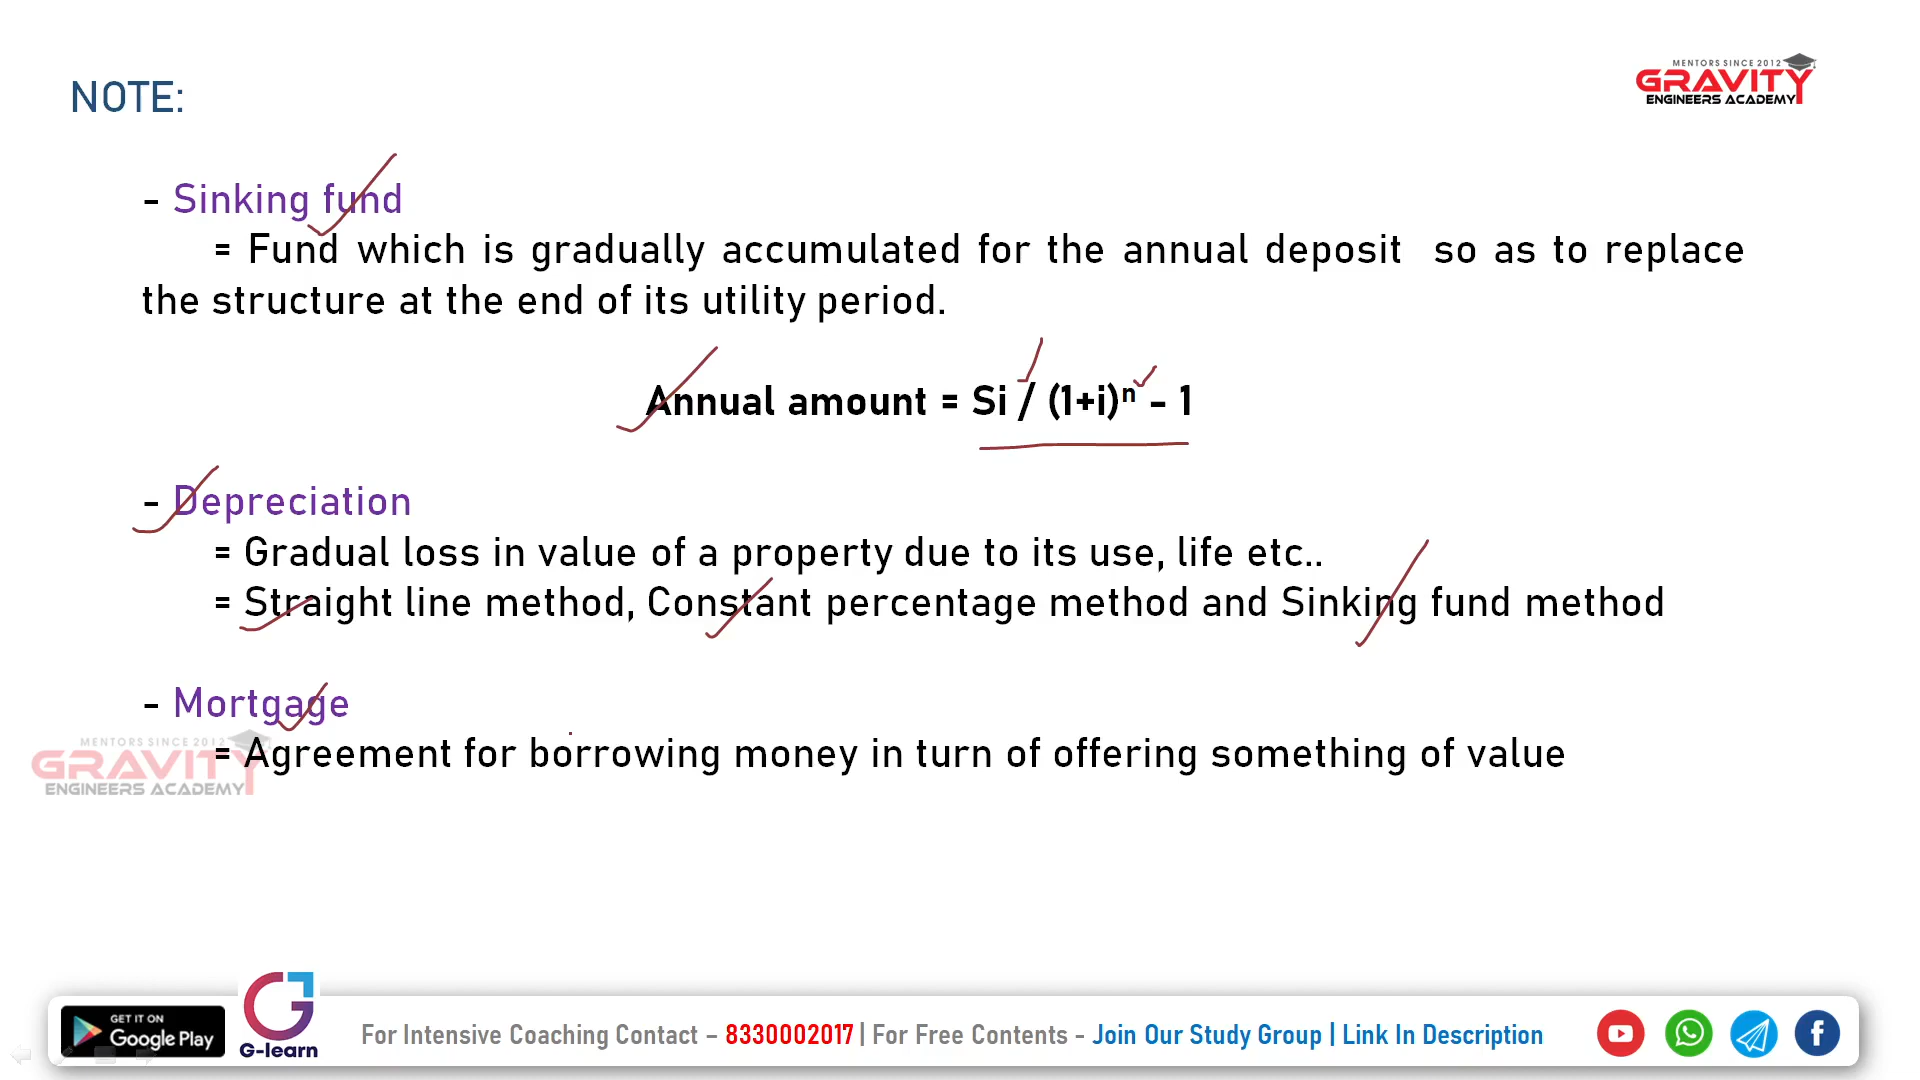 NOTE:
MENTORS SINCE 2012
GRAVITY
ENGINEERS ACADEMY
- Sinking fund
= Fund which is gradually accumulated for the annual deposit so as to replace
the structure at the end of its utility period.
Annual amount = Si / (1+i)ⁿ - 1
- Depreciation
= Gradual loss in value of a property due to its use, life etc..
= Straight line method, Constant percentage method and Sinking fund method
- Mortgage
= Agreement for borrowing money in turn of offering something of value
MENTORS SINCE 2012
GRAVITY
ENGINEERS ACADEMY
GET IT ON
Google Play
G-learn
For Intensive Coaching Contact – 8330002017 | For Free Contents - Join Our Study Group | Link In Description